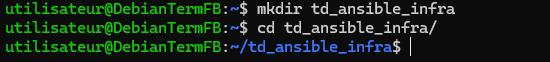 utilisateur@DebianTermFB:~$ mkdir td_ansible_infra
utilisateur@DebianTermFB:~$ cd td_ansible_infra/
utilisateur@DebianTermFB:~/td_ansible_infra$